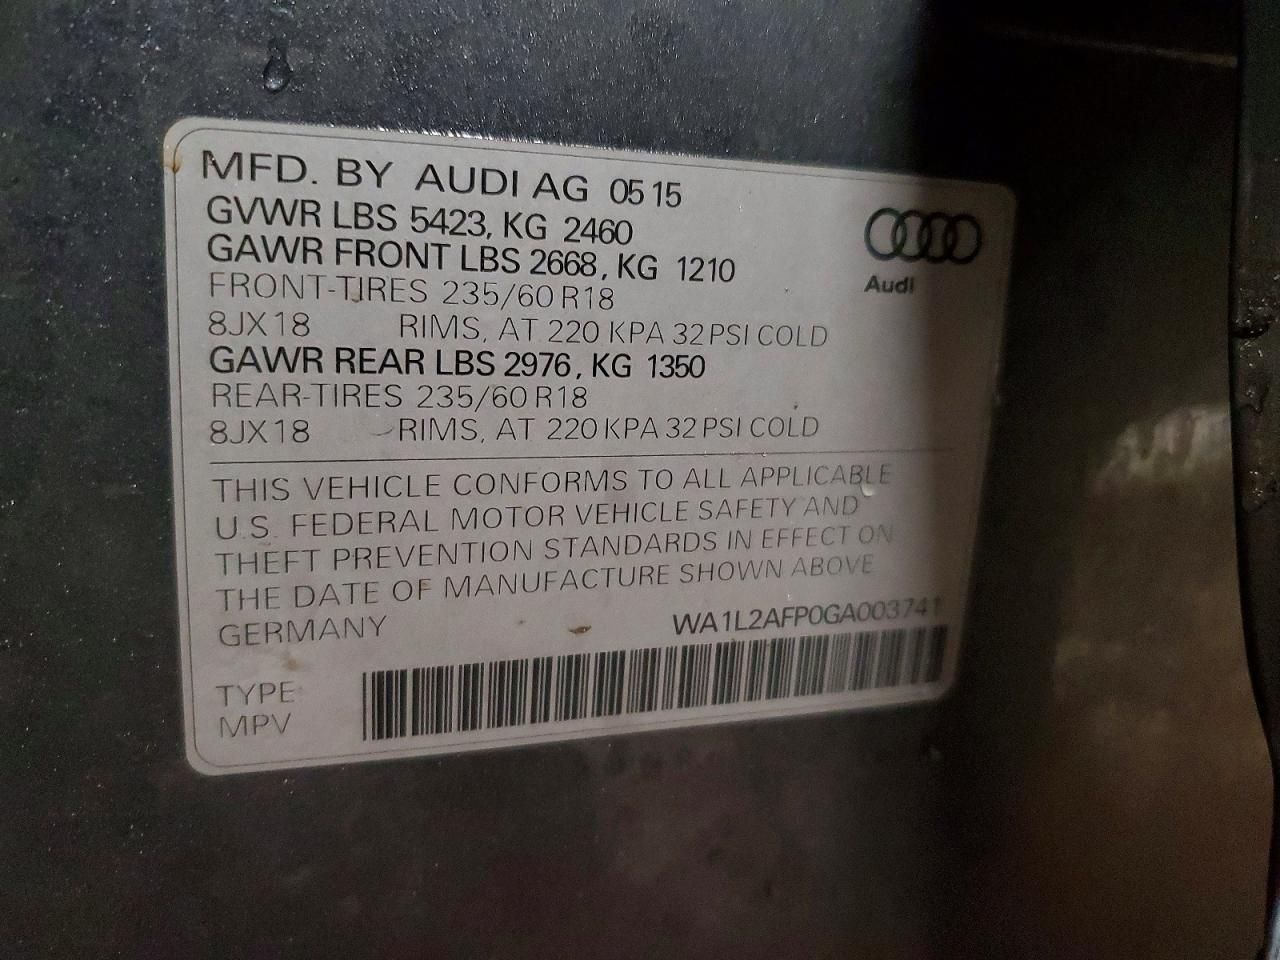 MFD. BY AUDI AG 0515
GVWR LBS 5423, KG 2460
GAWR FRONT LBS 2668, KG 1210
FRONT-TIRES 235/60 R18
8JX18 RIMS, AT 220 KPA 32 PSI COLD
GAWR REAR LBS 2976, KG 1350
REAR-TIRES 235/60 R18
8JX18 RIMS, AT 220 KPA 32 PSI COLD
Audi
THIS VEHICLE CONFORMS TO ALL APPLICABLE
U.S. FEDERAL MOTOR VEHICLE SAFETY AND
THEFT PREVENTION STANDARDS IN EFFECT ON
THE DATE OF MANUFACTURE SHOWN ABOVE
GERMANY WA1L2AFP0GA003741
TYPE
MPV